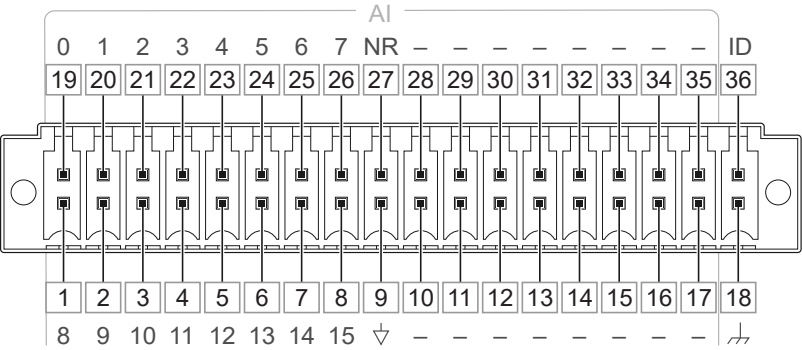 AI
0 1 2 3 4 5 6 7 NR – – – – – – – – ID
19 20 21 22 23 24 25 26 27 28 29 30 31 32 33 34 35 36
1 2 3 4 5 6 7 8 9 10 11 12 13 14 15 16 17 18
8 9 10 11 12 13 14 15 – – – – – – – –